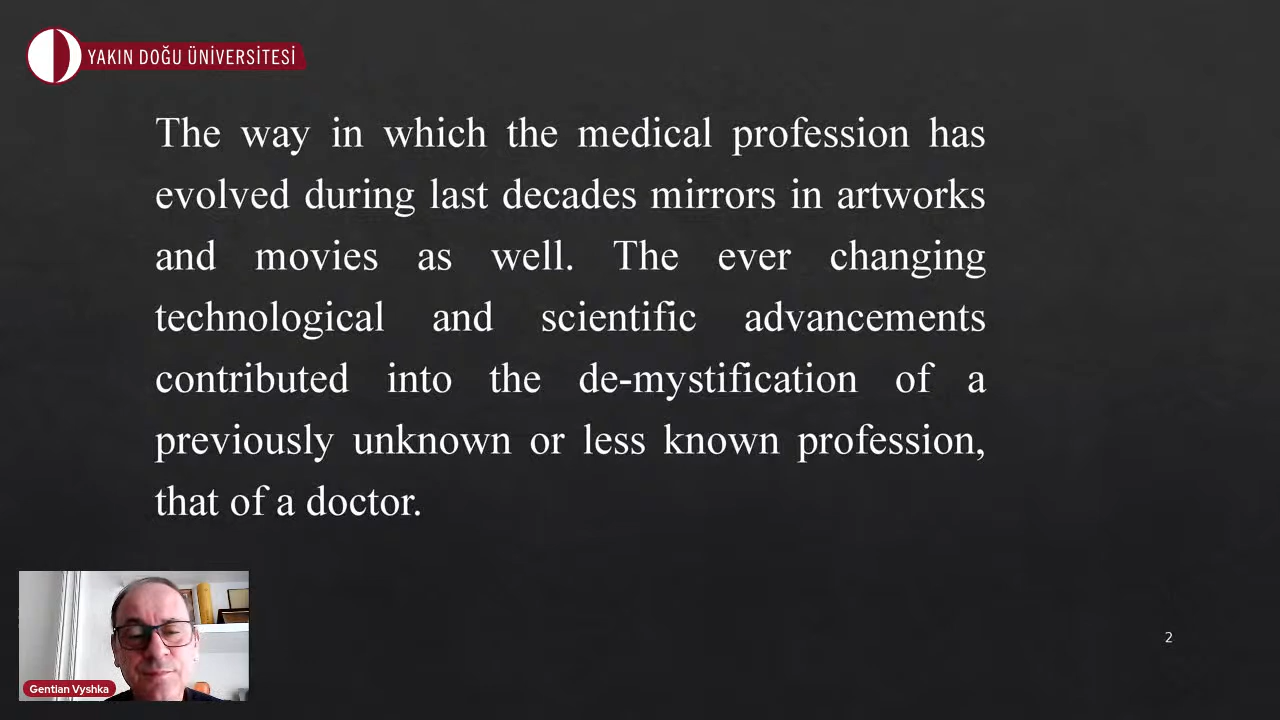 YAKIN DOĞU ÜNİVERSİTESİ
The way in which the medical profession has
evolved during last decades mirrors in artworks
and movies as well. The ever changing
technological and scientific advancements
contributed into the de-mystification of a
previously unknown or less known profession,
that of a doctor.
Gentian Vyshka
2